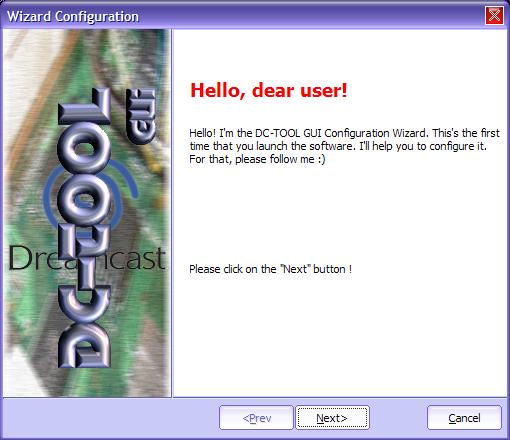 Wizard Configuration
DC-TOOL GUI
Dreamcast
Hello, dear user!
Hello! I'm the DC-TOOL GUI Configuration Wizard. This's the first
time that you launch the software. I'll help you to configure it.
For that, please follow me :)
Please click on the "Next" button !
<Prev
Next>
Cancel